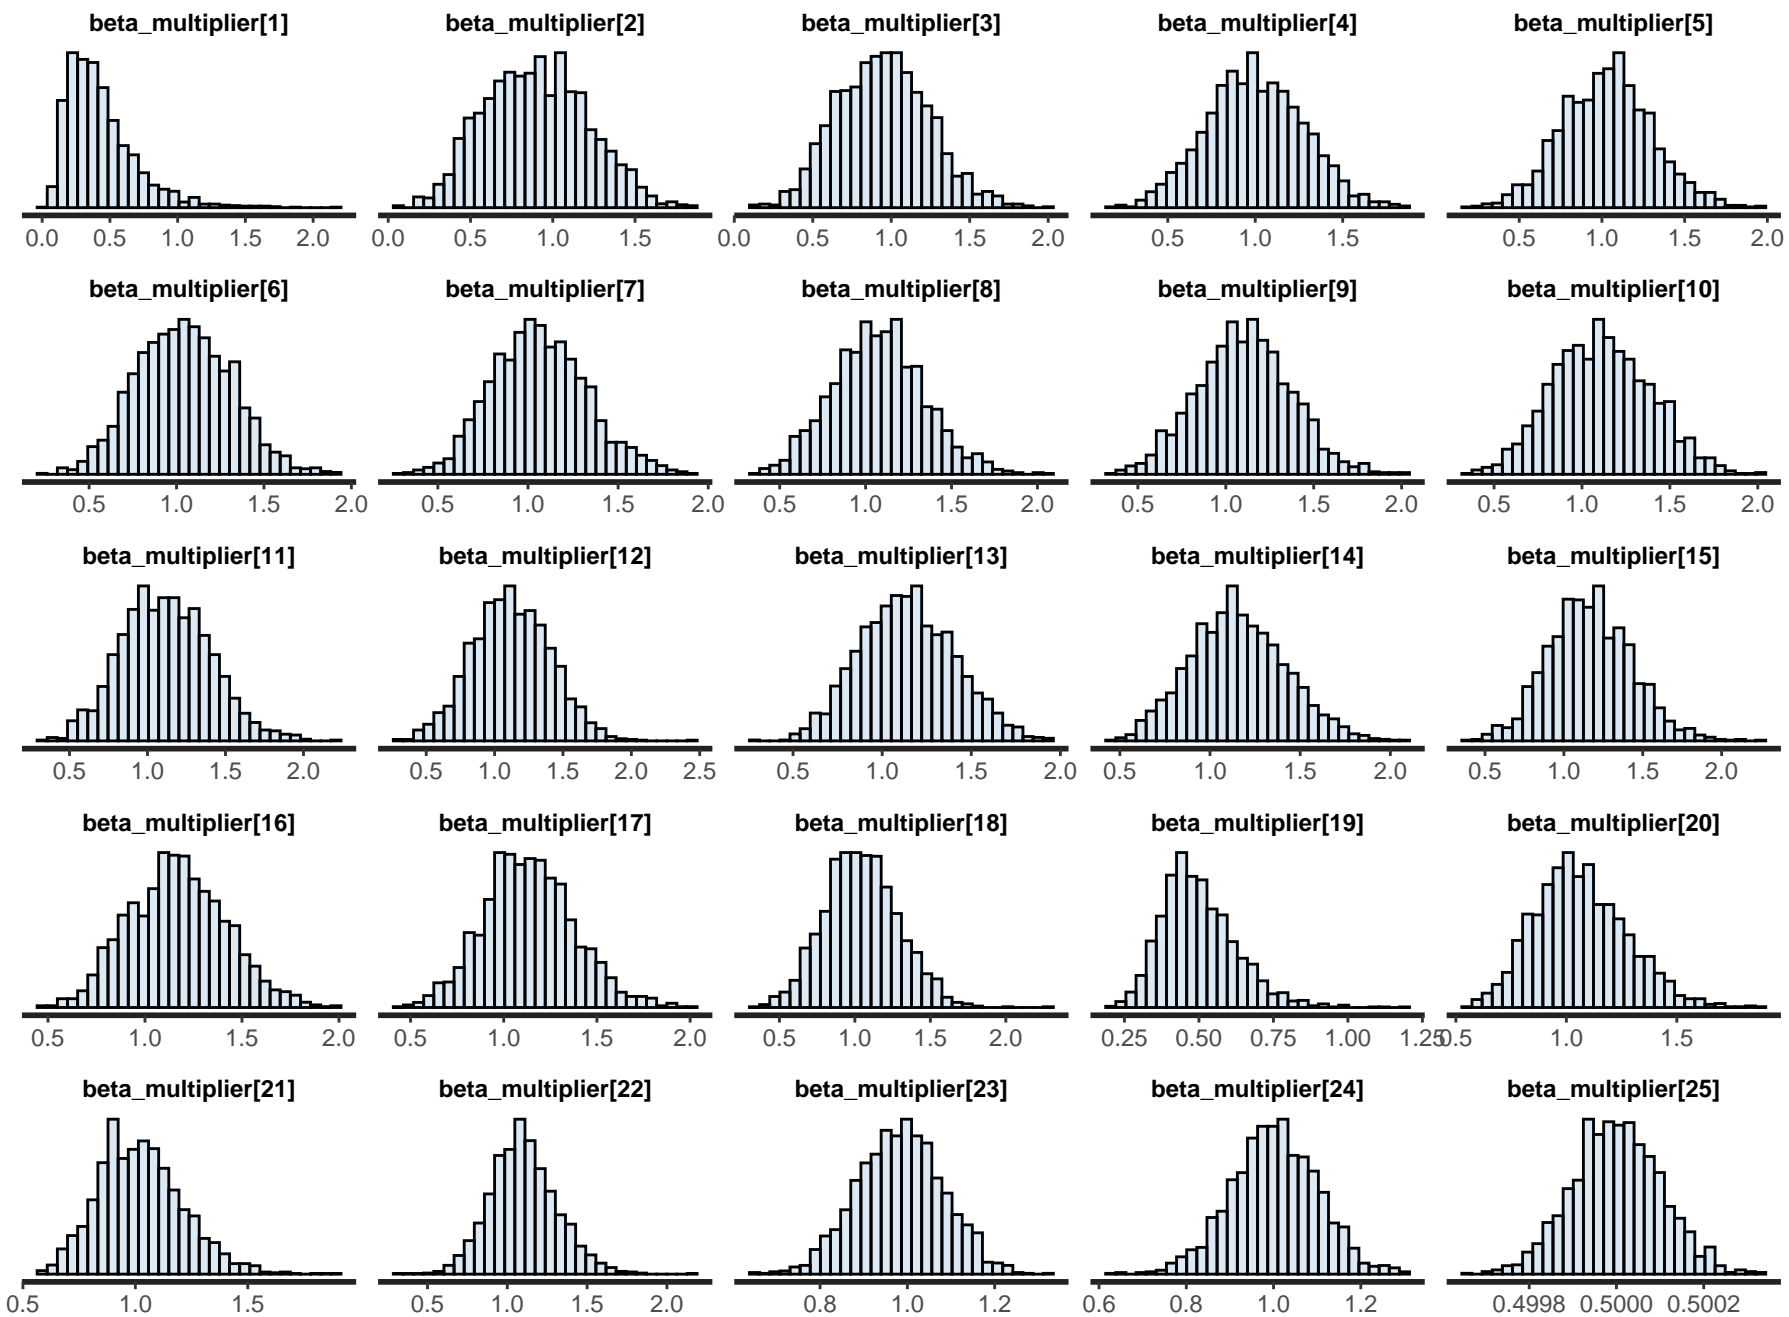 beta_multiplier[1] beta_multiplier[2] beta_multiplier[3] beta_multiplier[4] beta_multiplier[5]
0.0 0.5 1.0 1.5 2.0 0.0 0.5 1.0 1.5 0.0 0.5 1.0 1.5 2.0 0.5 1.0 1.5 0.5 1.0 1.5 2.0
beta_multiplier[6] beta_multiplier[7] beta_multiplier[8] beta_multiplier[9] beta_multiplier[10]
0.5 1.0 1.5 2.0 0.5 1.0 1.5 2.0 0.5 1.0 1.5 2.0 0.5 1.0 1.5 2.0 0.5 1.0 1.5 2.0
beta_multiplier[11] beta_multiplier[12] beta_multiplier[13] beta_multiplier[14] beta_multiplier[15]
0.5 1.0 1.5 2.0 0.5 1.0 1.5 2.0 2.5 0.5 1.0 1.5 2.0 0.5 1.0 1.5 2.0 0.5 1.0 1.5 2.0
beta_multiplier[16] beta_multiplier[17] beta_multiplier[18] beta_multiplier[19] beta_multiplier[20]
0.5 1.0 1.5 2.0 0.5 1.0 1.5 2.0 0.5 1.0 1.5 2.0 0.25 0.50 0.75 1.00 1.25 0.5 1.0 1.5
beta_multiplier[21] beta_multiplier[22] beta_multiplier[23] beta_multiplier[24] beta_multiplier[25]
0.5 1.0 1.5 0.5 1.0 1.5 2.0 0.8 1.0 1.2 0.6 0.8 1.0 1.2 0.4998 0.5000 0.5002